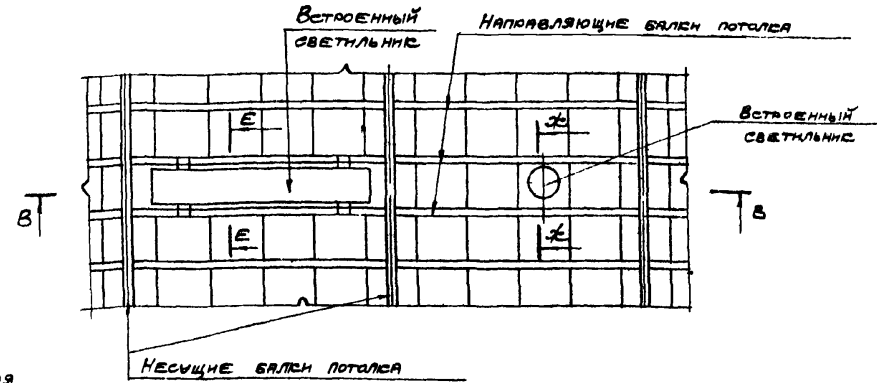 Встроенный
светильник
Направляющие балки потолка
Встроенный
светильник
Е
Ж
В
В
Е
Ж
Несущие балки потолка